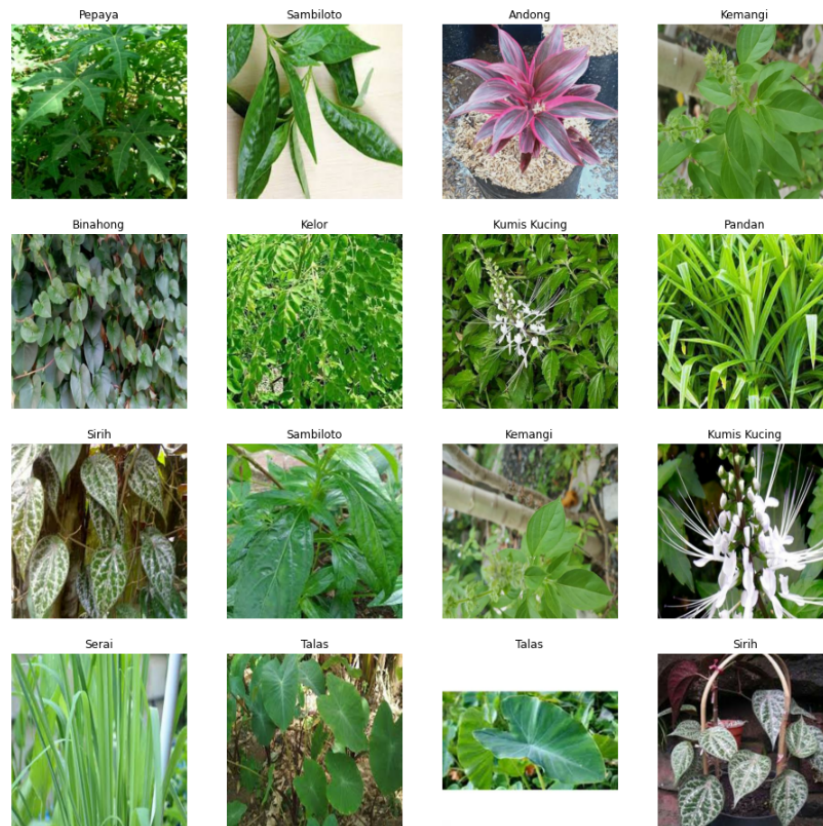 Pepaya
Sambiloto
Andong
Kemangi
Binahong
Kelor
Kumis Kucing
Pandan
Sirih
Sambiloto
Kemangi
Kumis Kucing
Serai
Talas
Talas
Sirih